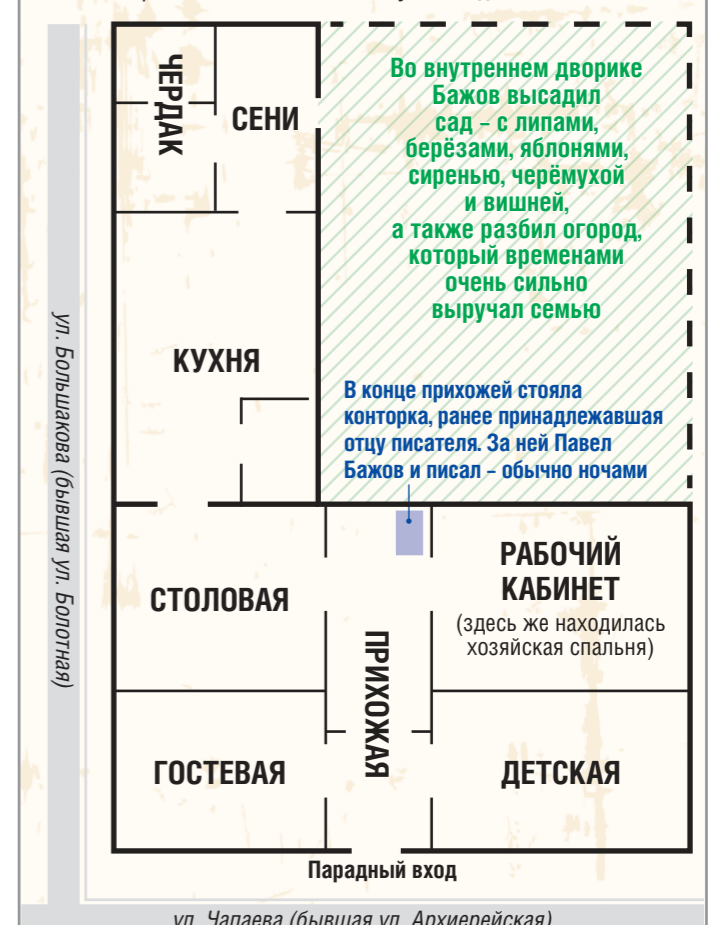 ЧЕРДАК
СЕНИ
Во внутреннем дворике
Бажов высадил
сад – с липами,
берёзами, яблонями,
сиренью, черёмухой
и вишней,
а также разбил огород,
который временами
очень сильно
выручал семью
КУХНЯ
В конце прихожей стояла
конторка, ранее принадлежавшая
отцу писателя. За ней Павел
Бажов и писал – обычно ночами
ул. Большакова (бывшая ул. Болотная)
СТОЛОВАЯ
РАБОЧИЙ
КАБИНЕТ
(здесь же находилась
хозяйская спальня)
ПРИХОЖАЯ
ГОСТЕВАЯ
ДЕТСКАЯ
Парадный вход
ул. Чапаева (бывшая ул. Архиерейская)